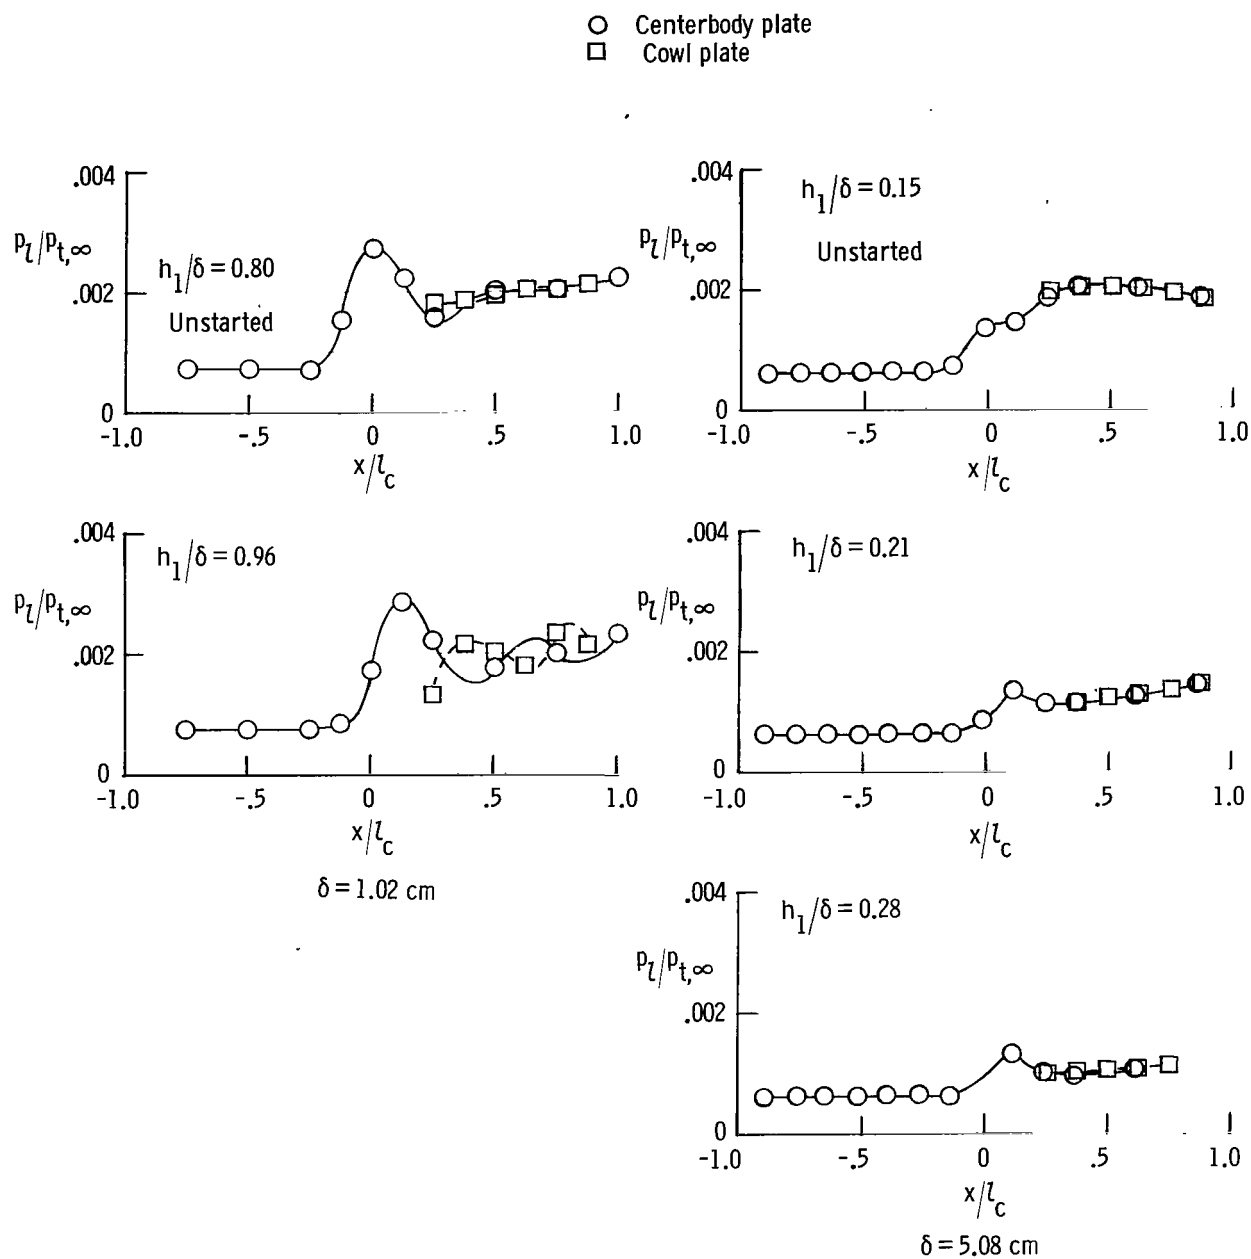 Centerbody plate
Cowl plate
.004
p_l/p_t,∞
h_1/δ = 0.80
.002
Unstarted
0
-1.0 -.5 0 .5 1.0
x/l_c
.004
h_1/δ = 0.15
p_l/p_t,∞
Unstarted
.002
0
-1.0 -.5 0 .5 1.0
x/l_c
.004
h_1/δ = 0.96
p_l/p_t,∞
.002
0
-1.0 -.5 0 .5 1.0
x/l_c
δ = 1.02 cm
.004
h_1/δ = 0.21
p_l/p_t,∞
.002
0
-1.0 -.5 0 .5 1.0
x/l_c
.004
h_1/δ = 0.28
p_l/p_t,∞
.002
0
-1.0 -.5 0 .5 1.0
x/l_c
δ = 5.08 cm